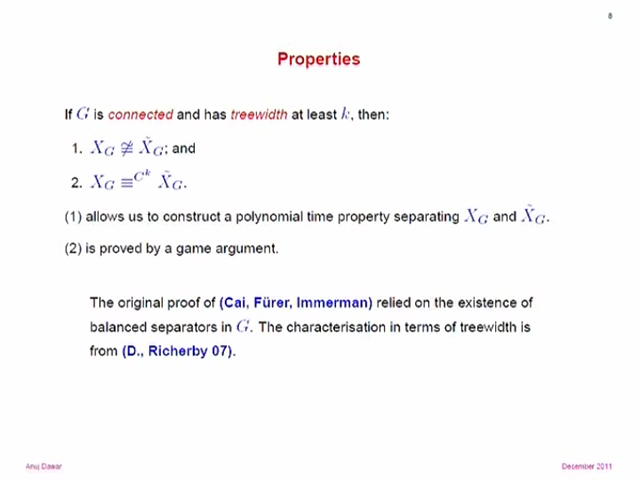 8
Properties
If G is connected and has treewidth at least k, then:
1. X_G ≇ X̃_G; and
2. X_G ≡^{C^k} X̃_G.
(1) allows us to construct a polynomial time property separating X_G and X̃_G.
(2) is proved by a game argument.
The original proof of (Cai, Fürer, Immerman) relied on the existence of
balanced separators in G. The characterisation in terms of treewidth is
from (D., Richerby 07).
Anuj Dawar
December 2011